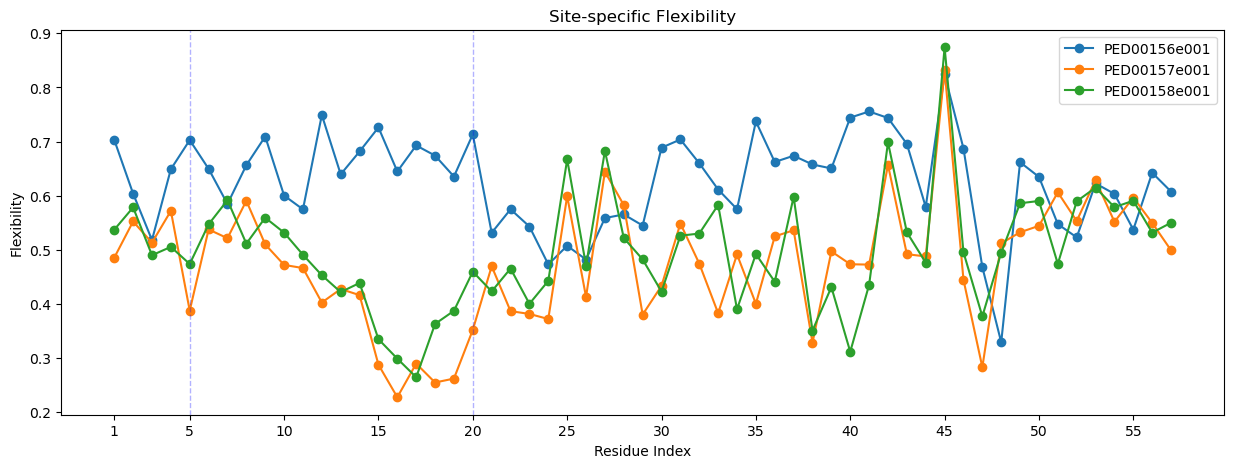 Site-specific Flexibility
PED00156e001
PED00157e001
PED00158e001
Flexibility
0.9
0.8
0.7
0.6
0.5
0.4
0.3
0.2
1 5 10 15 20 25 30 35 40 45 50 55
Residue Index